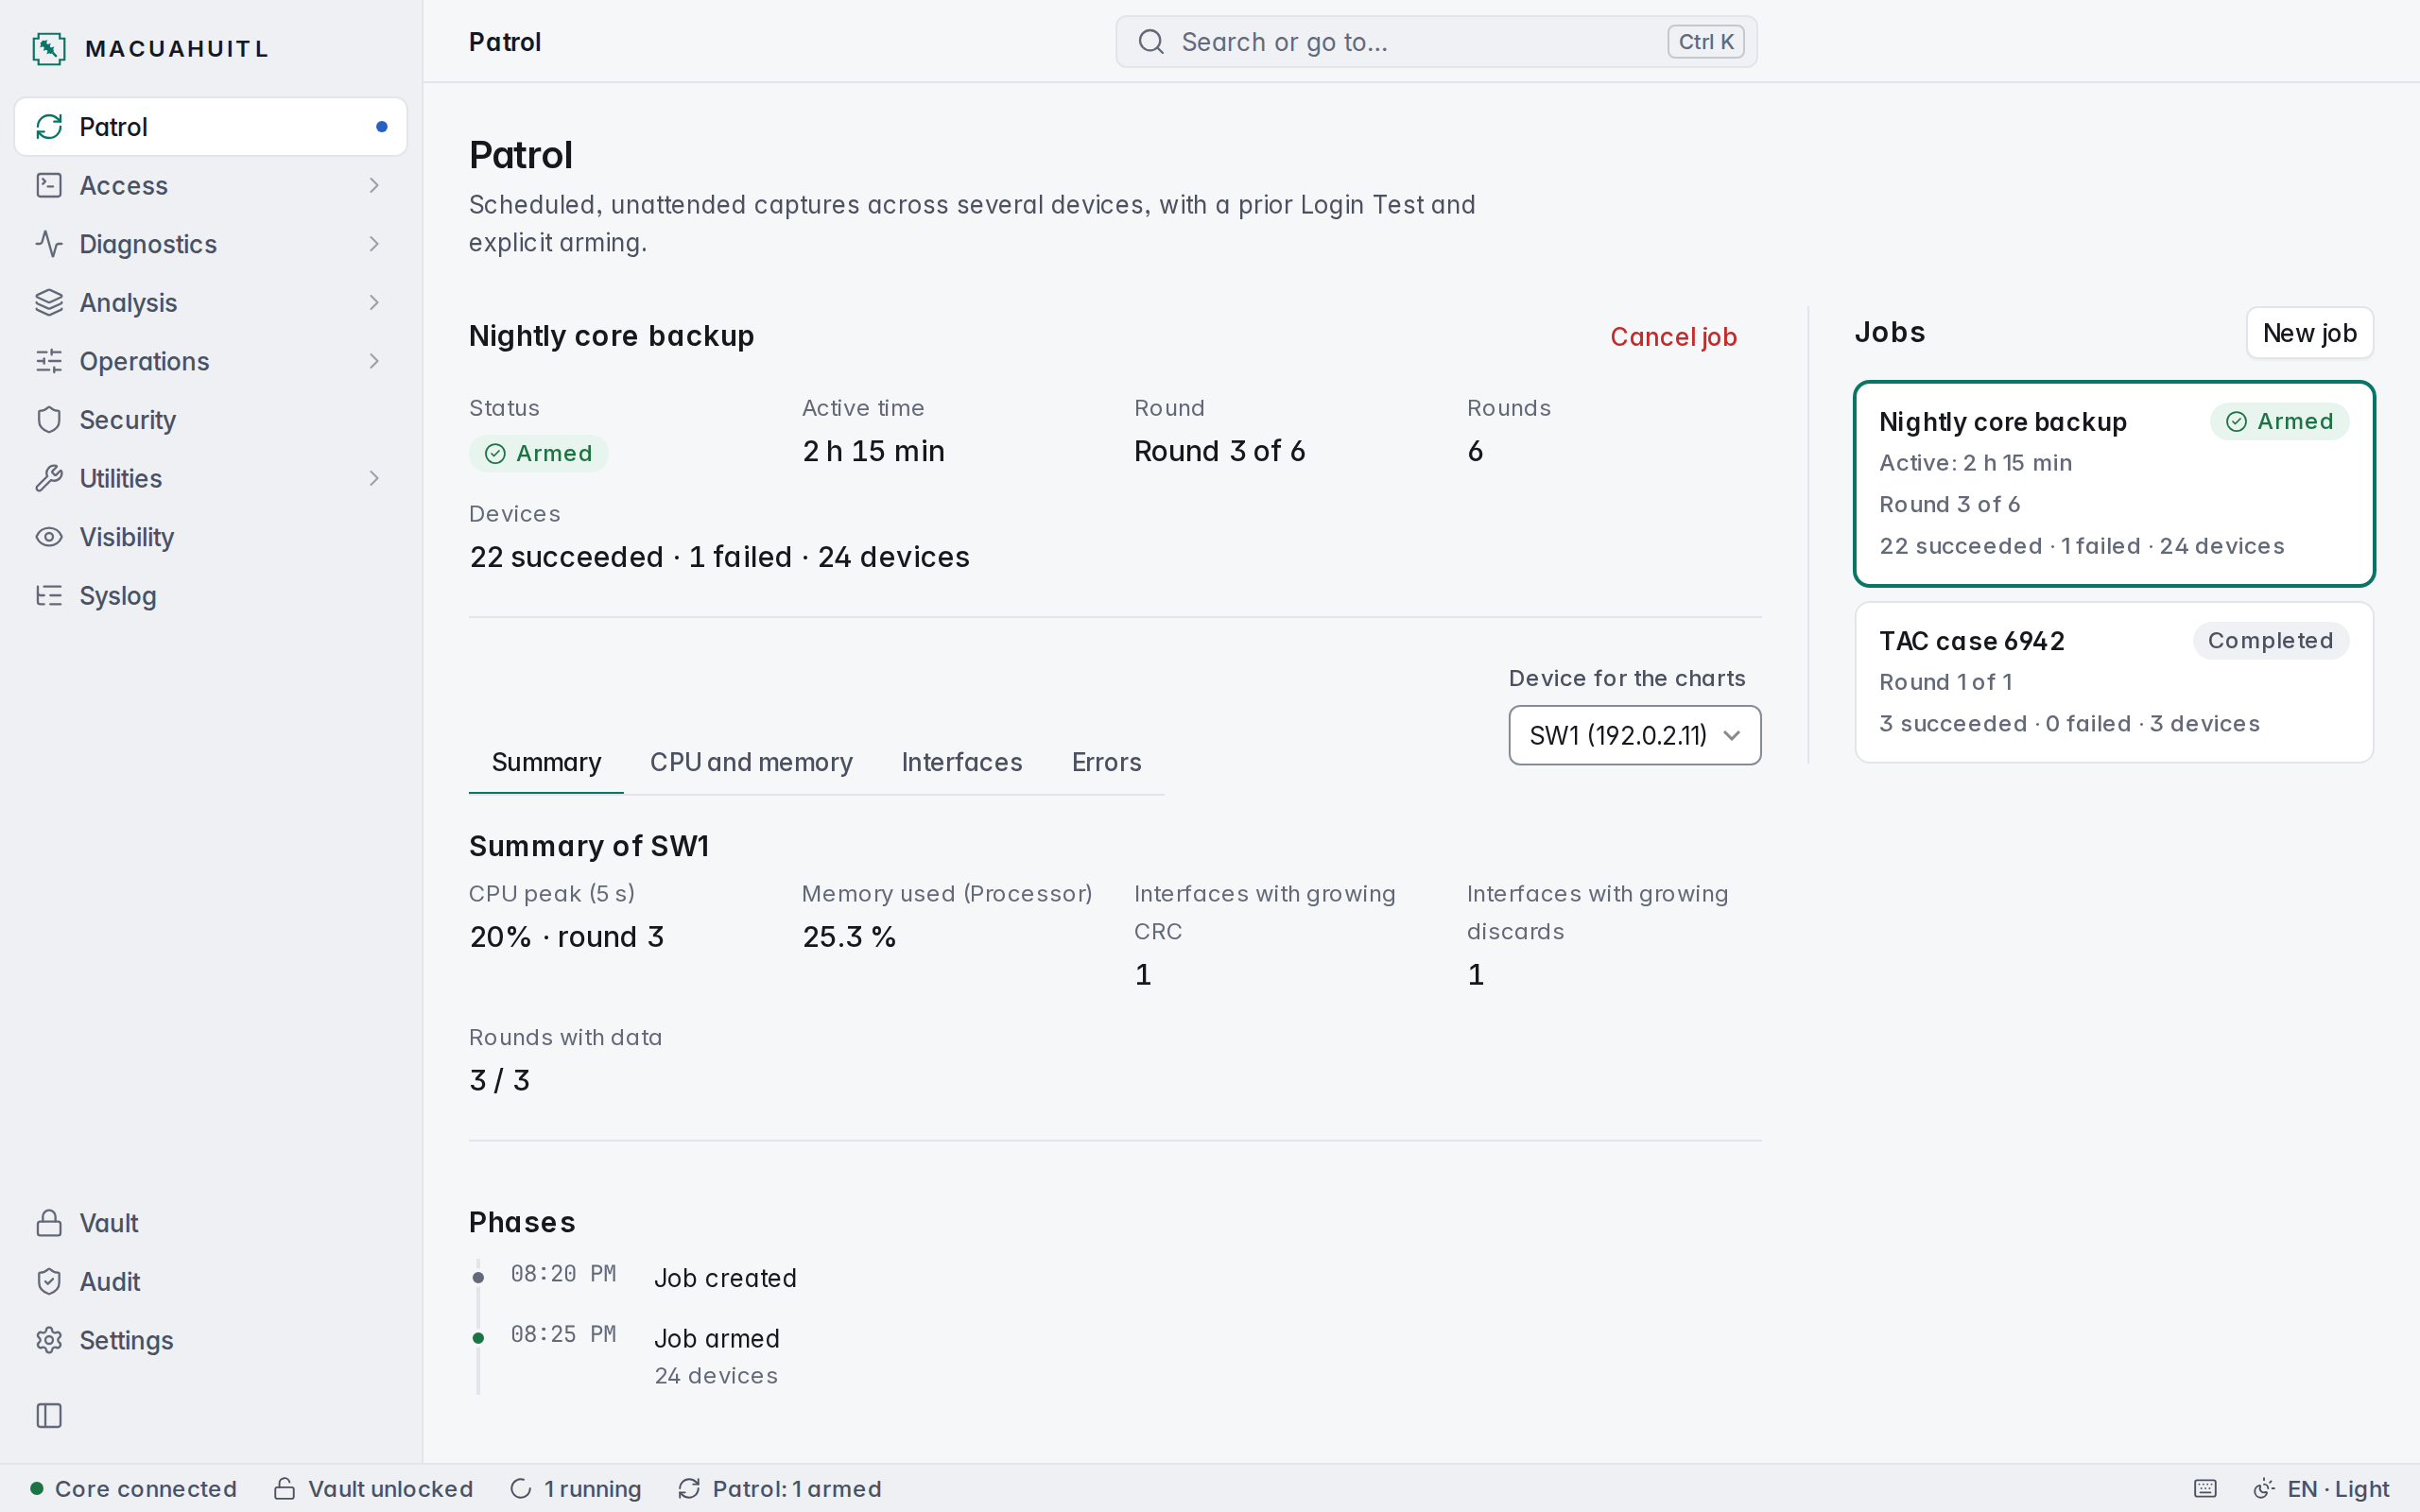 MACUAHUITL
Patrol
Access
Diagnostics
Analysis
Operations
Security
Utilities
Visibility
Syslog
Vault
Audit
Settings
Patrol
Search or go to...
Ctrl K
Patrol
Scheduled, unattended captures across several devices, with a prior Login Test and
explicit arming.
Nightly core backup
Cancel job
Status
Armed
Active time
2 h 15 min
Round
Round 3 of 6
Rounds
6
Devices
22 succeeded · 1 failed · 24 devices
Device for the charts
SW1 (192.0.2.11)
Summary
CPU and memory
Interfaces
Errors
Summary of SW1
CPU peak (5 s)
20% · round 3
Memory used (Processor)
25.3 %
Interfaces with growing
CRC
1
Interfaces with growing
discards
1
Rounds with data
3 / 3
Phases
08:20 PM
Job created
08:25 PM
Job armed
24 devices
Jobs
New job
Nightly core backup
Armed
Active: 2 h 15 min
Round 3 of 6
22 succeeded · 1 failed · 24 devices
TAC case 6942
Completed
Round 1 of 1
3 succeeded · 0 failed · 3 devices
Core connected
Vault unlocked
1 running
Patrol: 1 armed
EN · Light